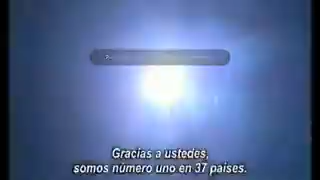 Gracias a ustedes,
somos número uno en 37 países.